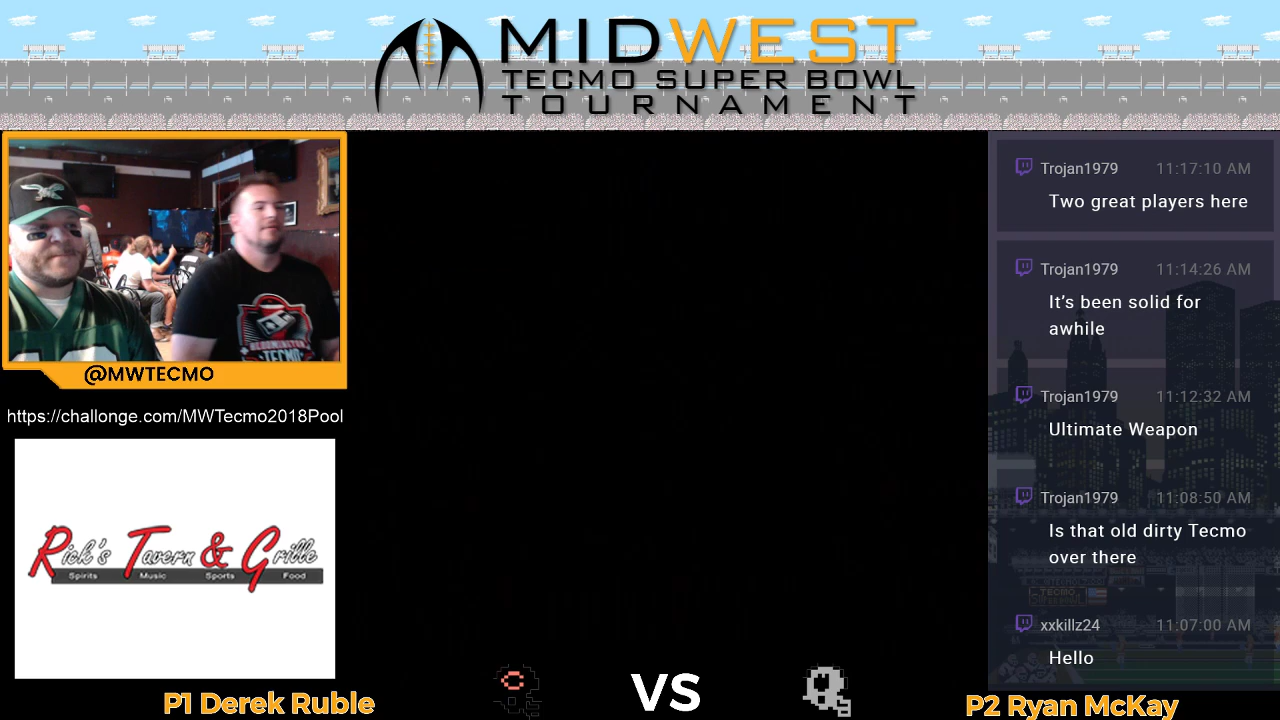 MIDWEST
TECMO SUPER BOWL
TOURNAMENT
@MWTECMO
https://challonge.com/MWTecmo2018Pool
Rick's Tavern & Grille
Spirits Music Sports Food
P1 Derek Ruble
VS
P2 Ryan McKay
Trojan1979 11:17:10 AM
Two great players here
Trojan1979 11:14:26 AM
It's been solid for
awhile
Trojan1979 11:12:32 AM
Ultimate Weapon
Trojan1979 11:08:50 AM
Is that old dirty Tecmo
over there
xxkillz24 11:07:00 AM
Hello
TECMO